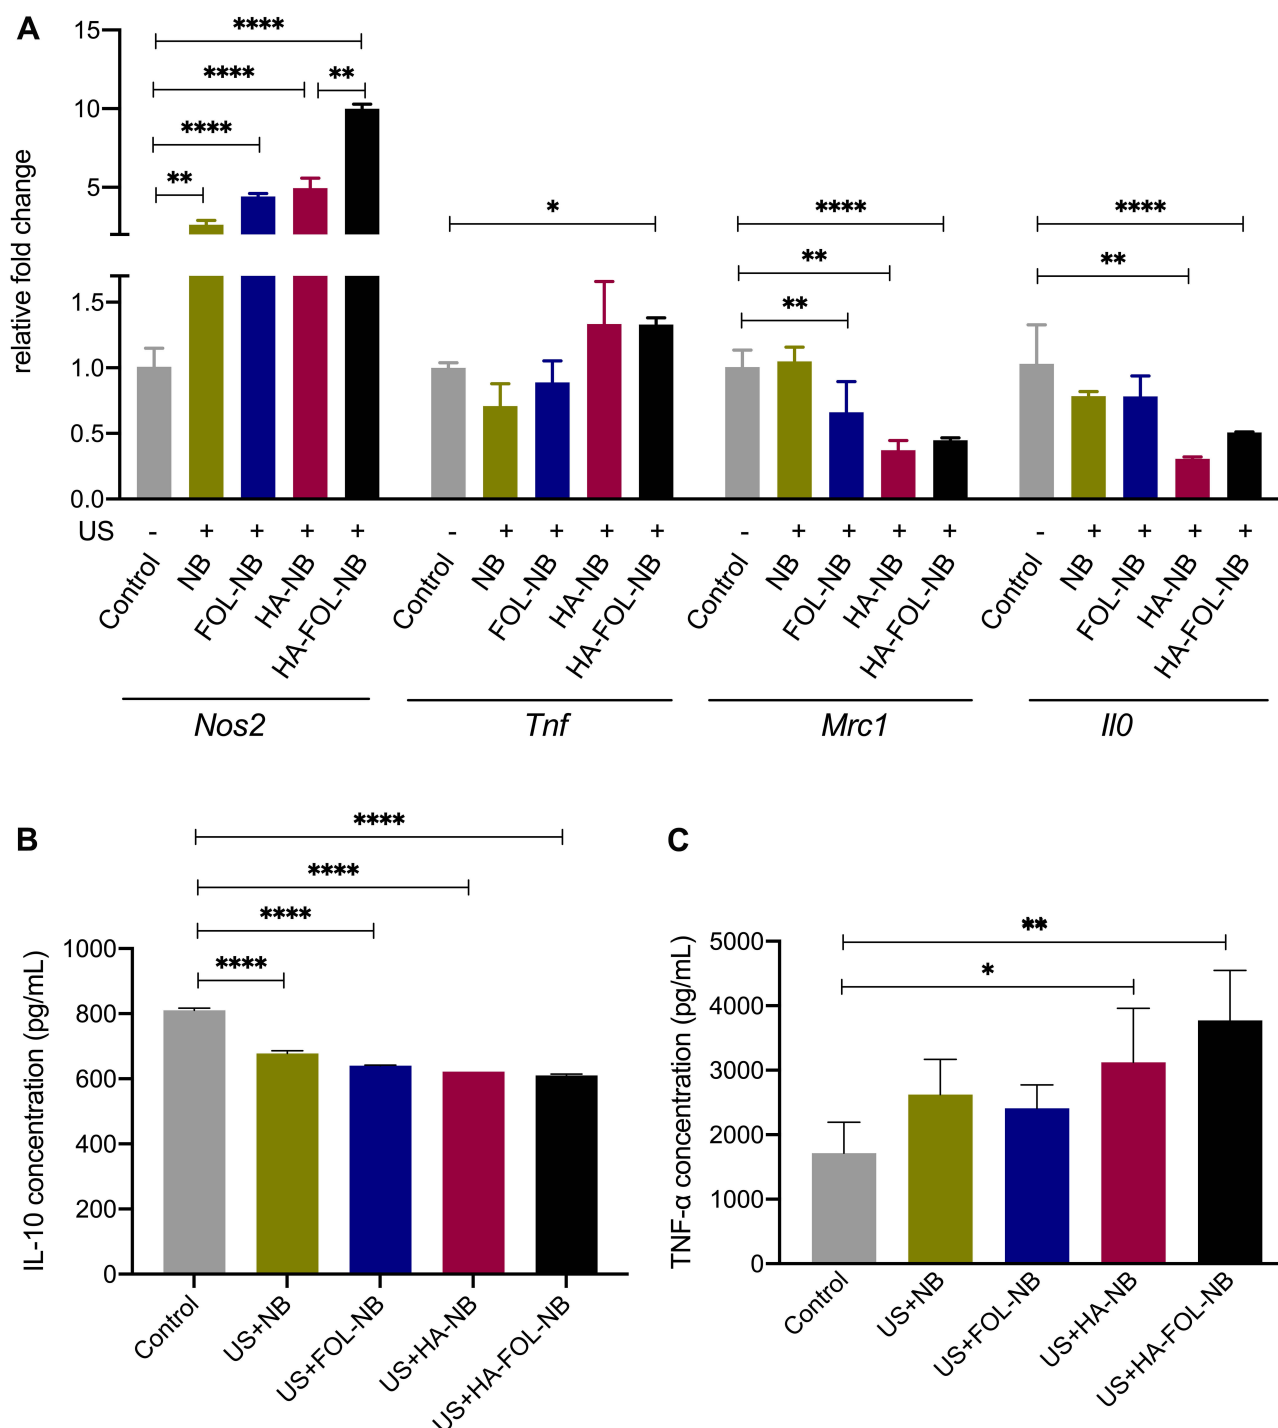 A
relative fold change
15
10
5
1.5
1.0
0.5
0.0
****
****
**
****
**
*
****
**
**
****
**
US
- + + + +
- + + + +
- + + + +
- + + + +
Control
NB
FOL-NB
HA-NB
HA-FOL-NB
Control
NB
FOL-NB
HA-NB
HA-FOL-NB
Control
NB
FOL-NB
HA-NB
HA-FOL-NB
Control
NB
FOL-NB
HA-NB
HA-FOL-NB
Nos2
Tnf
Mrc1
Il0
B
IL-10 concentration (pg/mL)
1000
800
600
400
200
0
****
****
****
****
Control
US+NB
US+FOL-NB
US+HA-NB
US+HA-FOL-NB
C
TNF-α concentration (pg/mL)
5000
4000
3000
2000
1000
0
**
*
Control
US+NB
US+FOL-NB
US+HA-NB
US+HA-FOL-NB